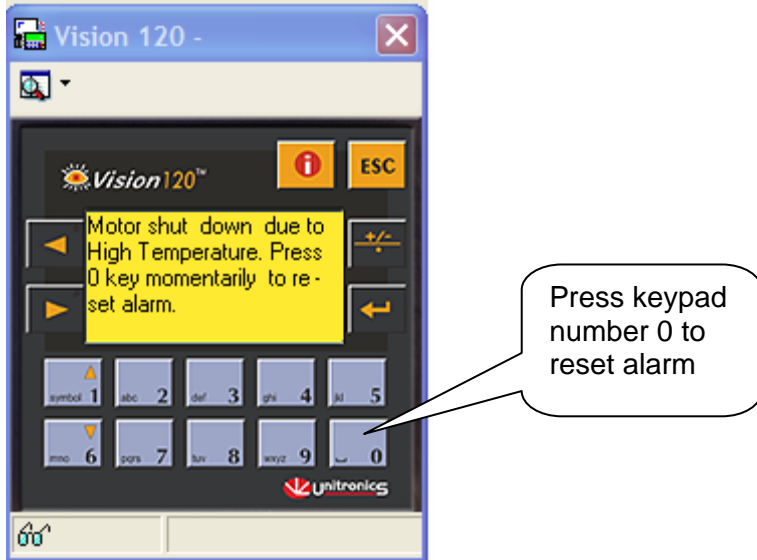 Vision 120 -
ESC
Vision120™
Motor shut down due to
High Temperature. Press
0 key momentarily to re -
set alarm.
+/-
symbol 1 abc 2 def 3 ghi 4 jkl 5
mno 6 pqrs 7 tuv 8 wxyz 9 0
unitronics
Press keypad
number 0 to
reset alarm